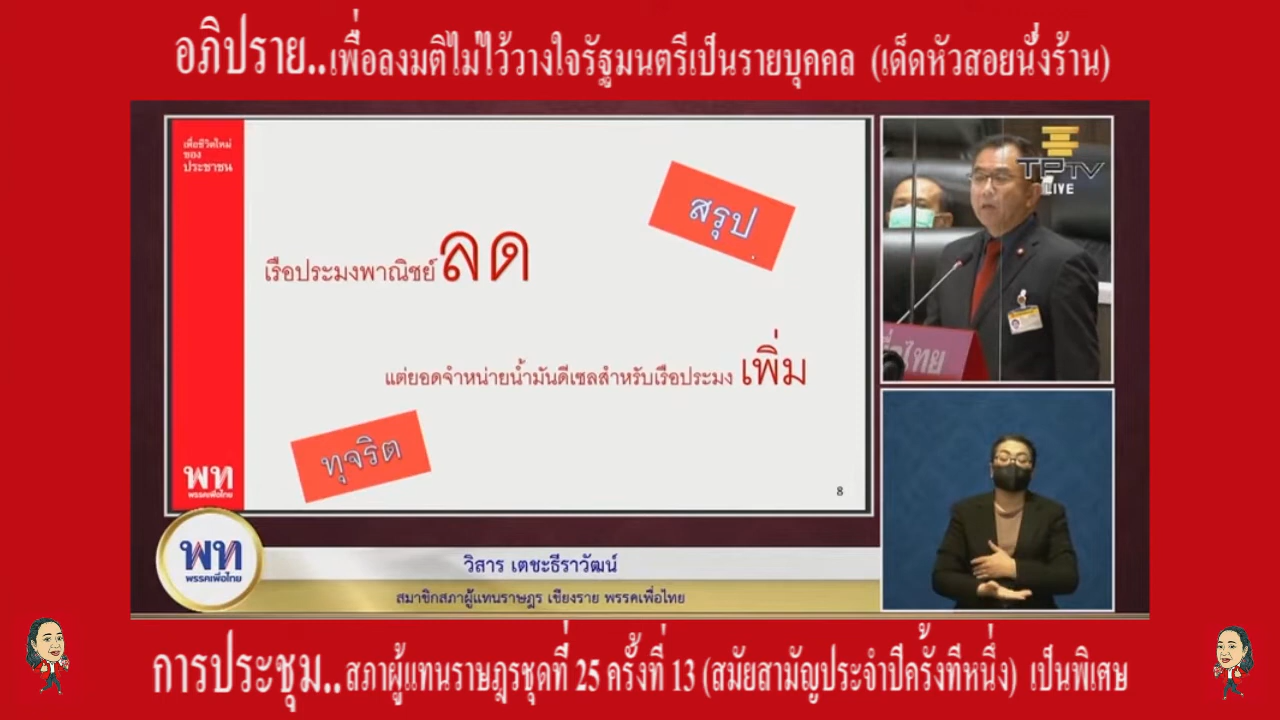 อภิปราย..เพื่อลงมติไม่ไว้วางใจรัฐมนตรีเป็นรายบุคคล (เด็ดหัวสอยนั่งร้าน)
เพื่อชีวิตใหม่
ของ
ประชาชน
สรุป
เรือประมงพาณิชย์ลด
แต่ยอดจำหน่ายน้ำมันดีเซลสำหรับเรือประมง เพิ่ม
ทุจริต
พท
พรรคเพื่อไทย
8
TPTV
LIVE
พท
พรรคเพื่อไทย
วิสาร เตชะธีราวัฒน์
สมาชิกสภาผู้แทนราษฎร เชียงราย พรรคเพื่อไทย
การประชุม..สภาผู้แทนราษฎรชุดที่ 25 ครั้งที่ 13 (สมัยสามัญประจำปีครั้งที่หนึ่ง) เป็นพิเศษ